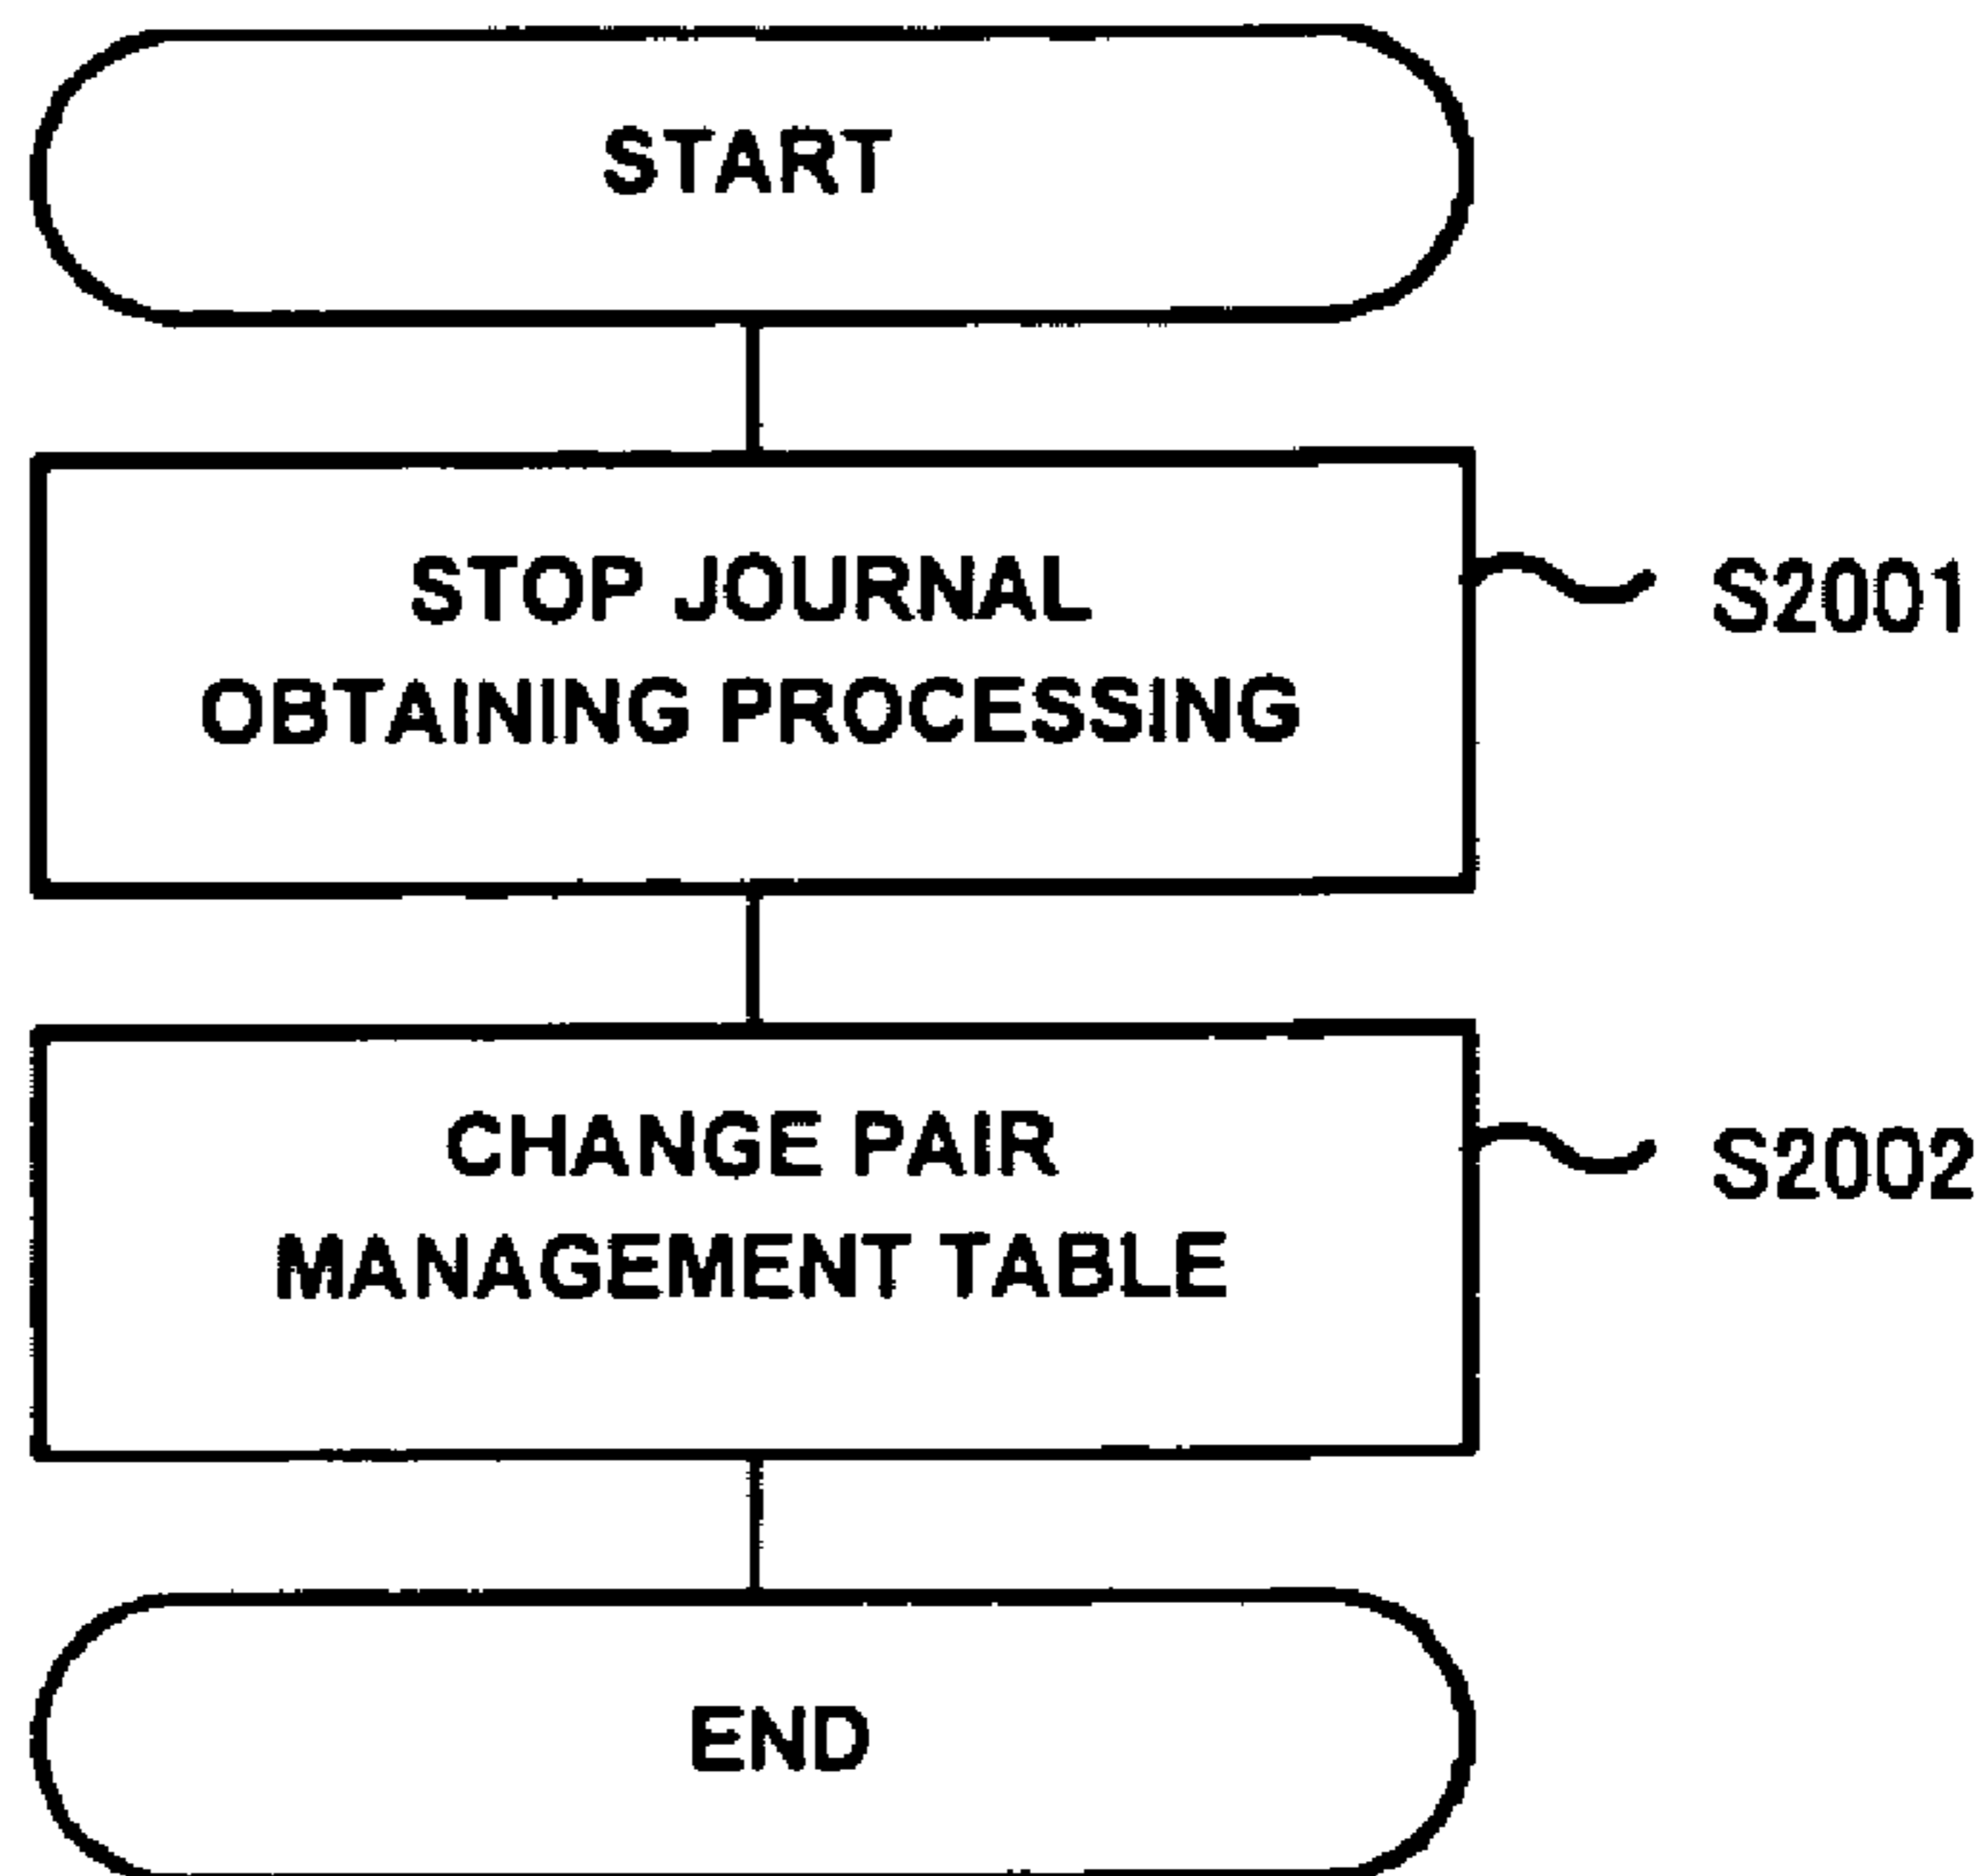 START
STOP JOURNAL
OBTAINING PROCESSING
S2001
CHANGE PAIR
MANAGEMENT TABLE
S2002
END